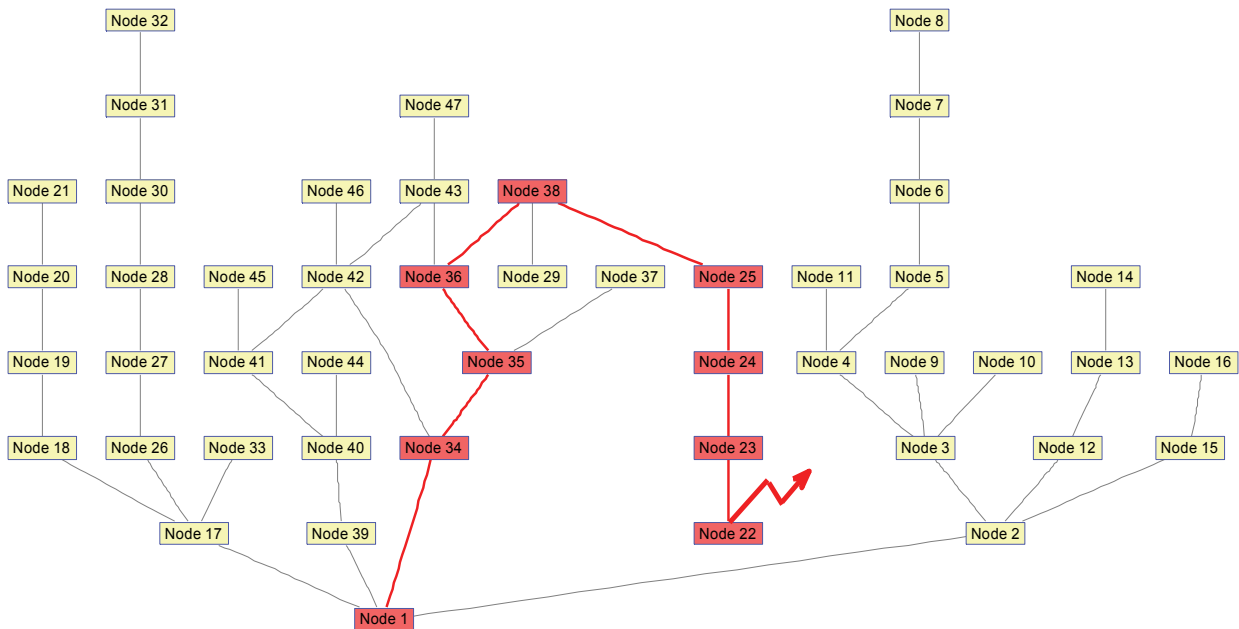 Node 32
Node 8
Node 31
Node 47
Node 7
Node 21
Node 30
Node 46
Node 43
Node 38
Node 6
Node 20
Node 28
Node 45
Node 42
Node 36
Node 29
Node 37
Node 25
Node 11
Node 5
Node 14
Node 19
Node 27
Node 41
Node 44
Node 35
Node 24
Node 4
Node 9
Node 10
Node 13
Node 16
Node 18
Node 26
Node 33
Node 40
Node 34
Node 23
Node 3
Node 12
Node 15
Node 17
Node 39
Node 22
Node 2
Node 1